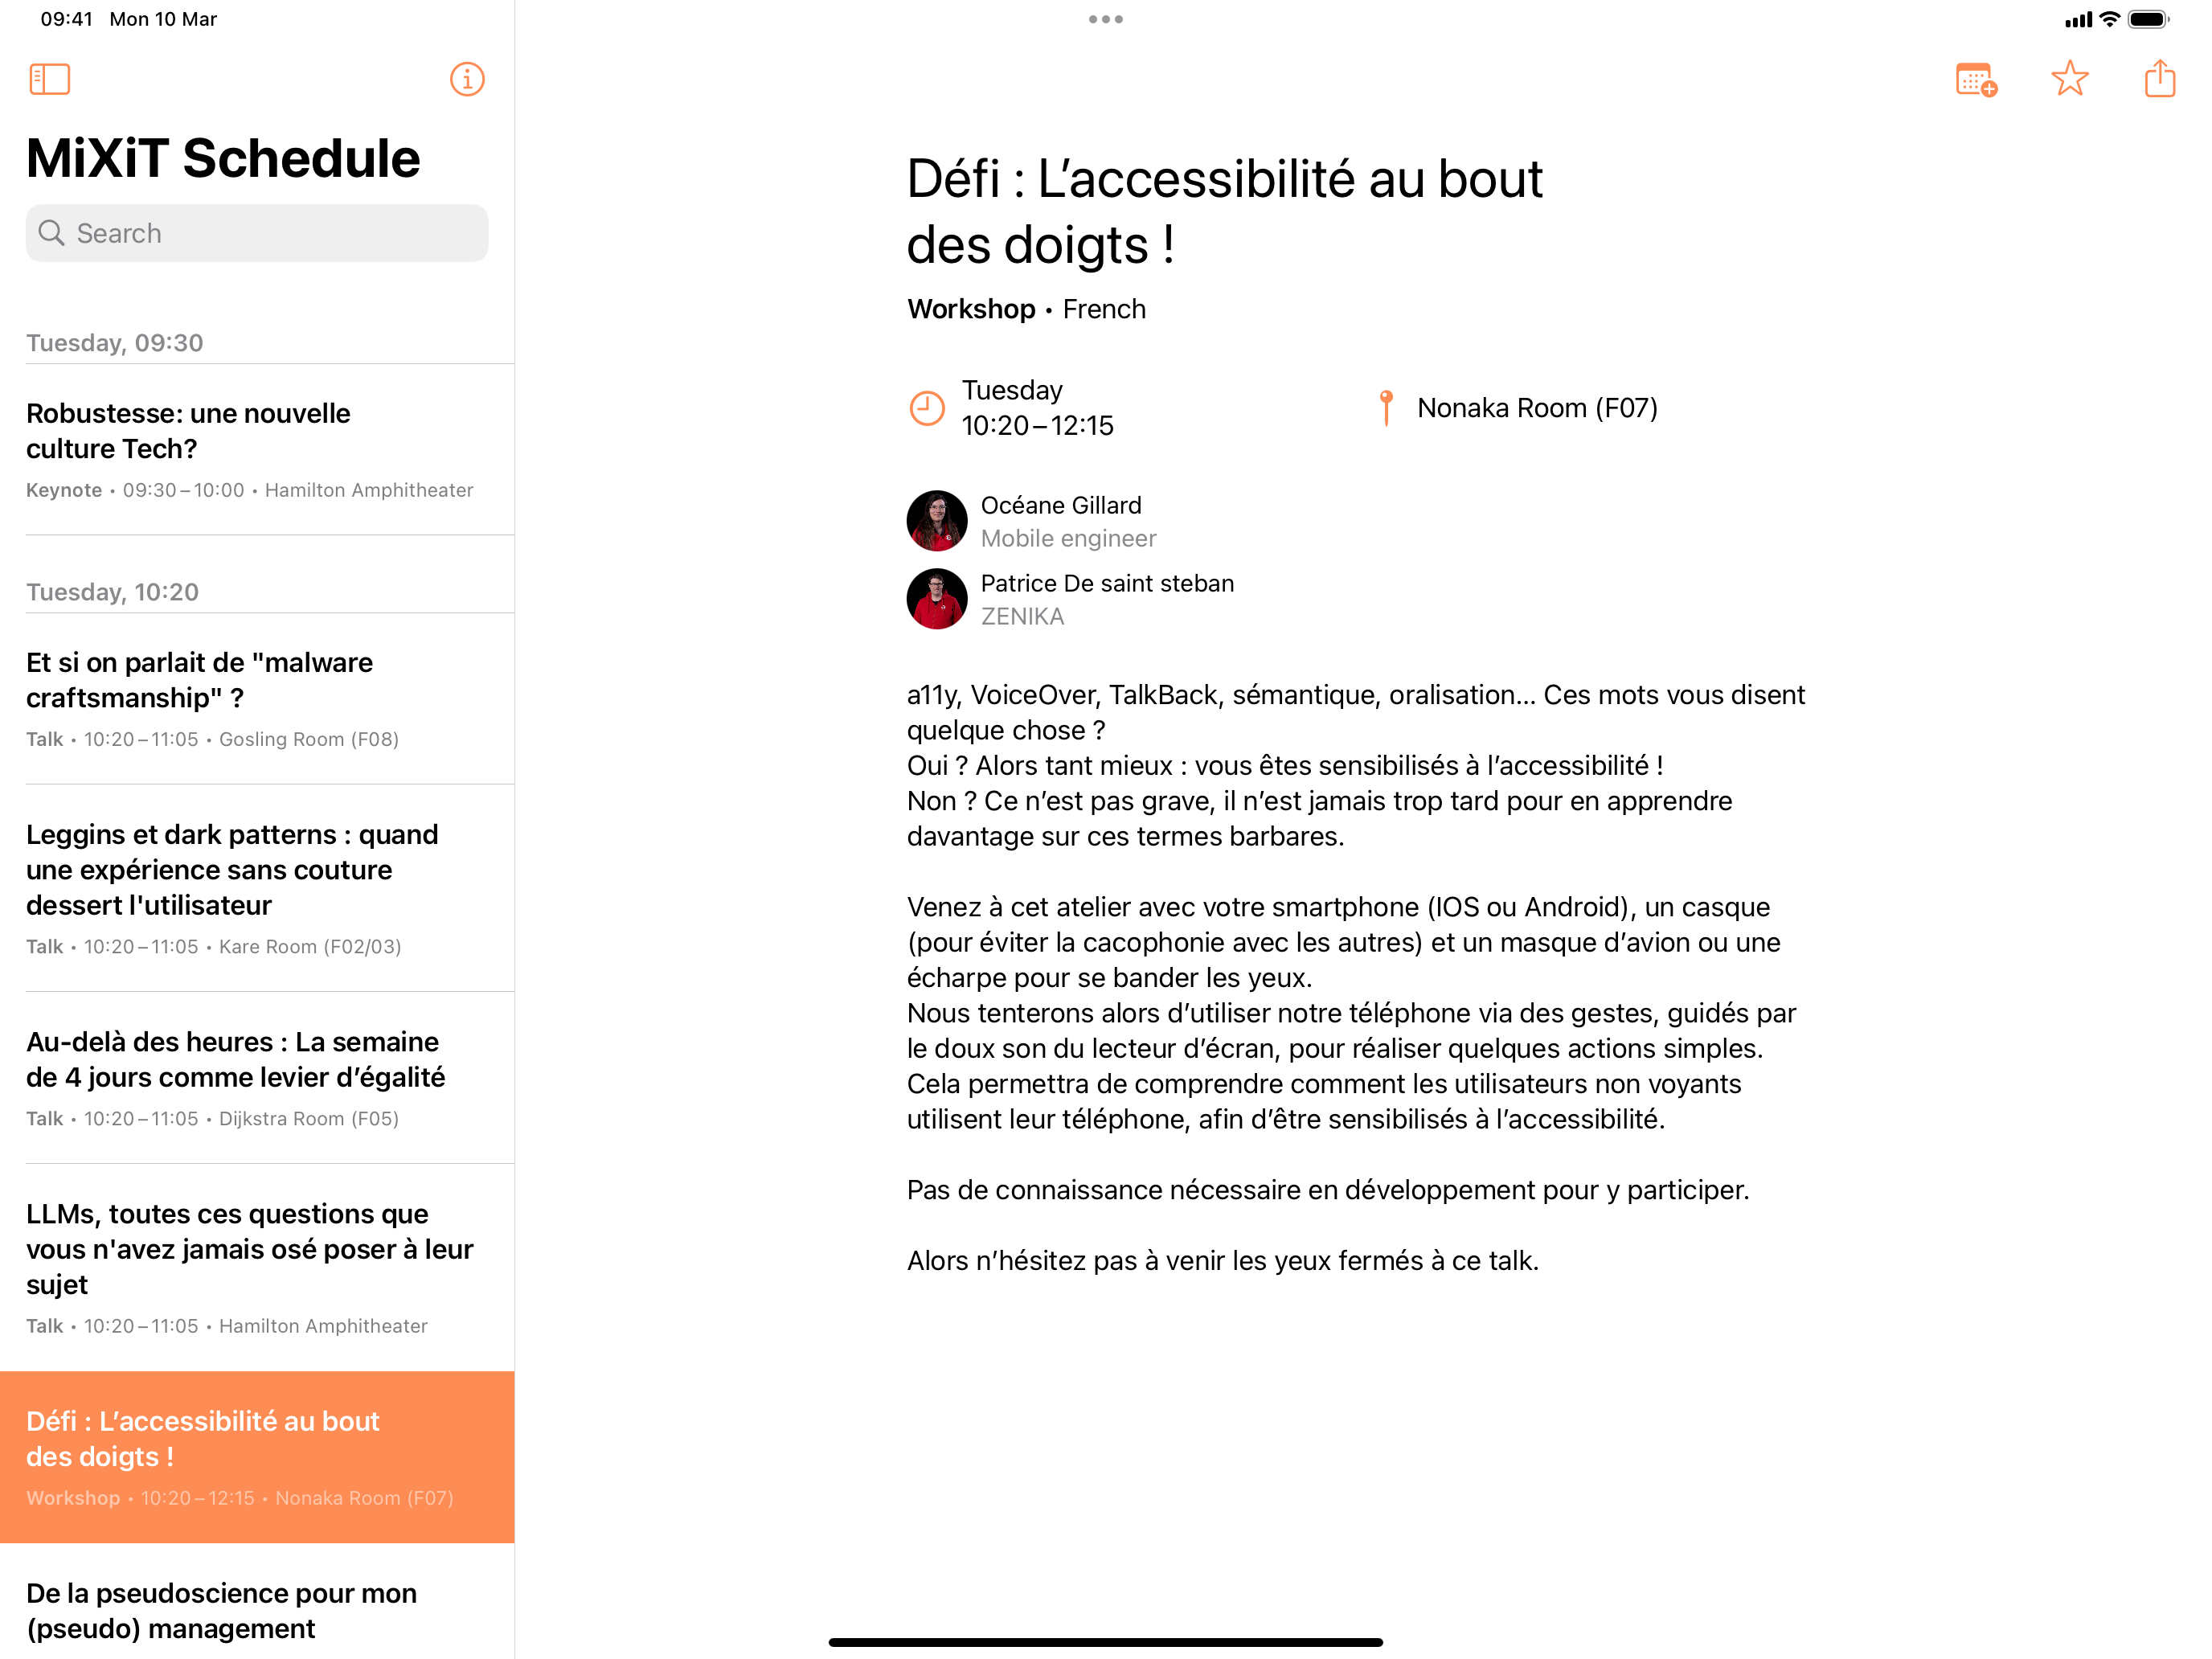 09:41 Mon 10 Mar
MiXiT Schedule
Search
Tuesday, 09:30
Robustesse: une nouvelle
culture Tech?
Keynote • 09:30 – 10:00 • Hamilton Amphitheater
Tuesday, 10:20
Et si on parlait de "malware
craftsmanship" ?
Talk • 10:20 – 11:05 • Gosling Room (F08)
Leggins et dark patterns : quand
une expérience sans couture
dessert l'utilisateur
Talk • 10:20 – 11:05 • Kare Room (F02/03)
Au-delà des heures : La semaine
de 4 jours comme levier d’égalité
Talk • 10:20 – 11:05 • Dijkstra Room (F05)
LLMs, toutes ces questions que
vous n'avez jamais osé poser à leur
sujet
Talk • 10:20 – 11:05 • Hamilton Amphitheater
Défi : L’accessibilité au bout
des doigts !
Workshop • 10:20 – 12:15 • Nonaka Room (F07)
De la pseudoscience pour mon
(pseudo) management
Défi : L’accessibilité au bout
des doigts !
Workshop • French
Tuesday
10:20 – 12:15
Nonaka Room (F07)
Océane Gillard
Mobile engineer
Patrice De saint steban
ZENIKA
a11y, VoiceOver, TalkBack, sémantique, oralisation... Ces mots vous disent
quelque chose ?
Oui ? Alors tant mieux : vous êtes sensibilisés à l’accessibilité !
Non ? Ce n’est pas grave, il n’est jamais trop tard pour en apprendre
davantage sur ces termes barbares.
Venez à cet atelier avec votre smartphone (IOS ou Android), un casque
(pour éviter la cacophonie avec les autres) et un masque d’avion ou une
écharpe pour se bander les yeux.
Nous tenterons alors d’utiliser notre téléphone via des gestes, guidés par
le doux son du lecteur d’écran, pour réaliser quelques actions simples.
Cela permettra de comprendre comment les utilisateurs non voyants
utilisent leur téléphone, afin d’être sensibilisés à l’accessibilité.
Pas de connaissance nécessaire en développement pour y participer.
Alors n’hésitez pas à venir les yeux fermés à ce talk.